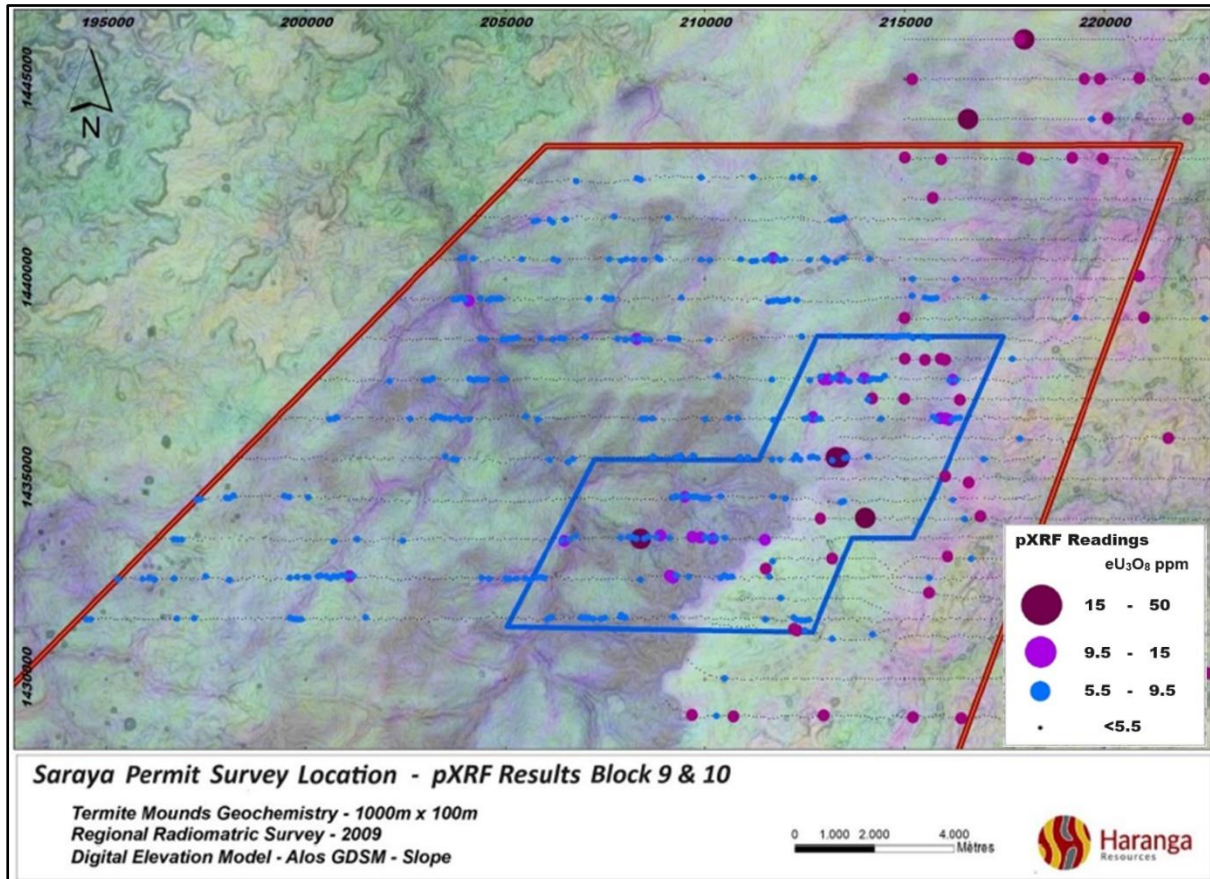 195000 200000 205000 210000 215000 220000
1445000
N
1440000
1435000
1430000
pXRF Readings
eU₃O₈ ppm
15 - 50
9.5 - 15
5.5 - 9.5
<5.5
Saraya Permit Survey Location - pXRF Results Block 9 & 10
Termite Mounds Geochemistry - 1000m x 100m
Regional Radiomatric Survey - 2009
Digital Elevation Model - Alos GDSM - Slope
0 1.000 2.000 4.000
Mètres
Haranga
Resources